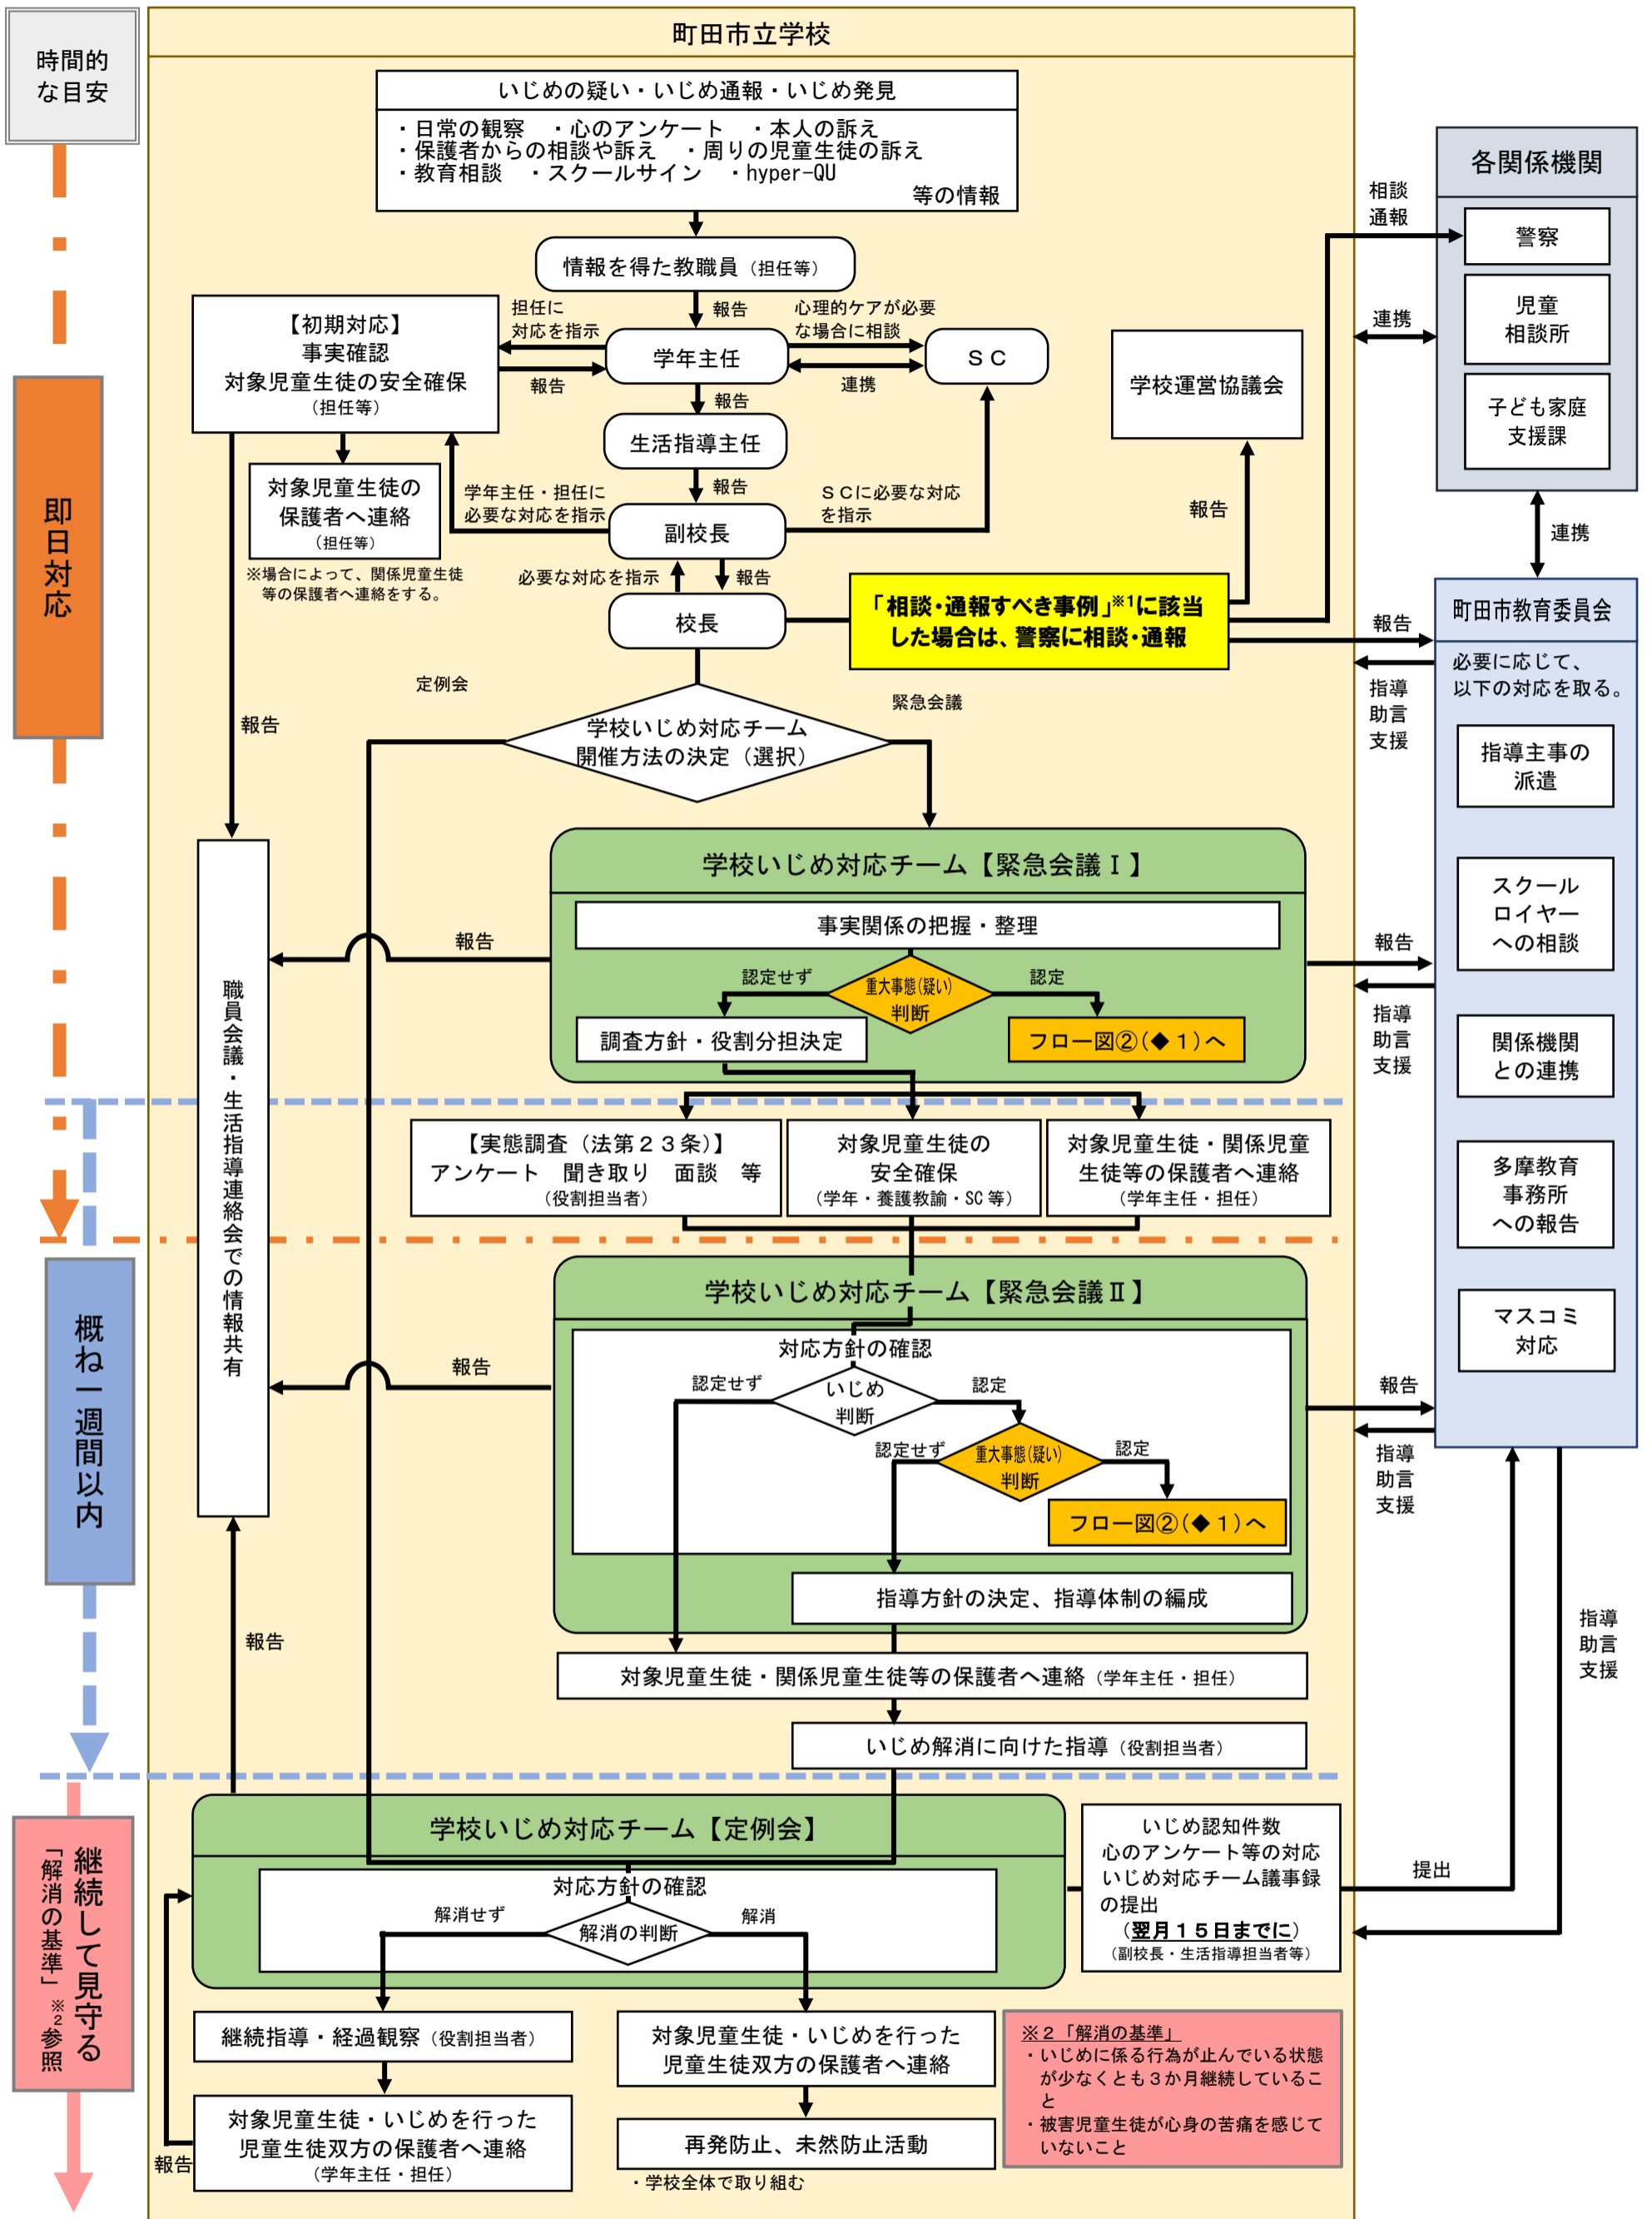 時間的
な目安
町田市立学校
いじめの疑い・いじめ通報・いじめ発見
・日常の観察　・心のアンケート　・本人の訴え
・保護者からの相談や訴え　・周りの児童生徒の訴え
・教育相談　・スクールサイン　・hyper-QU
等の情報
情報を得た教職員（担任等）
報告
担任に
対応を指示
心理的ケアが必要
な場合に相談
【初期対応】
事実確認
対象児童生徒の安全確保
（担任等）
学年主任
ＳＣ
報告
連携
報告
生活指導主任
対象児童生徒の
保護者へ連絡
（担任等）
※場合によって、関係児童生徒
等の保護者へ連絡をする。
学年主任・担任に
必要な対応を指示
報告
ＳＣに必要な対応
を指示
副校長
必要な対応を指示
報告
校長
学校運営協議会
報告
「相談・通報すべき事例」※1に該当
した場合は、警察に相談・通報
相談
通報
連携
各関係機関
警察
児童
相談所
子ども家庭
支援課
連携
町田市教育委員会
必要に応じて、
以下の対応を取る。
指導主事の
派遣
スクール
ロイヤー
への相談
関係機関
との連携
多摩教育
事務所
への報告
マスコミ
対応
報告
指導
助言
支援
即日対応
報告
定例会
緊急会議
学校いじめ対応チーム
開催方法の決定（選択）
学校いじめ対応チーム【緊急会議Ⅰ】
事実関係の把握・整理
認定せず
重大事態(疑い)
判断
認定
調査方針・役割分担決定
フロー図②(◆１)へ
報告
報告
指導
助言
支援
職員会議・生活指導連絡会での情報共有
【実態調査（法第２３条）】
アンケート　聞き取り　面談　等
（役割担当者）
対象児童生徒の
安全確保
（学年・養護教諭・SC等）
対象児童生徒・関係児童
生徒等の保護者へ連絡
（学年主任・担任）
概ね一週間以内
学校いじめ対応チーム【緊急会議Ⅱ】
対応方針の確認
認定せず
いじめ
判断
認定
認定せず
重大事態(疑い)
判断
認定
フロー図②(◆１)へ
指導方針の決定、指導体制の編成
報告
報告
指導
助言
支援
対象児童生徒・関係児童生徒等の保護者へ連絡（学年主任・担任）
いじめ解消に向けた指導（役割担当者）
報告
指導
助言
支援
継続して見守る
「解消の基準」※2参照
学校いじめ対応チーム【定例会】
対応方針の確認
解消せず
解消の判断
解消
いじめ認知件数
心のアンケート等の対応
いじめ対応チーム議事録
の提出
（翌月１５日までに）
（副校長・生活指導担当者等）
提出
継続指導・経過観察（役割担当者）
対象児童生徒・いじめを行った
児童生徒双方の保護者へ連絡
（学年主任・担任）
報告
対象児童生徒・いじめを行った
児童生徒双方の保護者へ連絡
再発防止、未然防止活動
・学校全体で取り組む
※２「解消の基準」
・いじめに係る行為が止んでいる状態
が少なくとも３か月継続しているこ
と
・被害児童生徒が心身の苦痛を感じて
いないこと